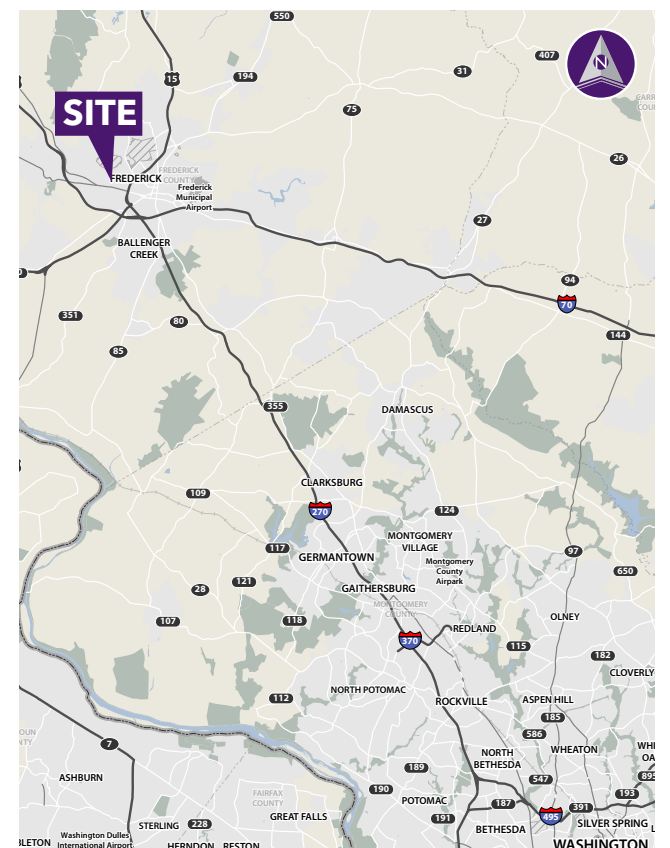 550
407
N
15
194
31
75
SITE
26
FREDERICK
FREDERICK
COUNTY
Frederick
Municipal
Airport
27
BALLENGER
CREEK
94
70
351
80
144
85
355
DAMASCUS
CLARKSBURG
109
270
124
MONTGOMERY
VILLAGE
117
97
GERMANTOWN
Montgomery
County
Airpark
650
121
28
GAITHERSBURG
MONTGOMERY
COUNTY
107
118
OLNEY
REDLAND
370
115
182
CLOVERLY
NORTH POTOMAC
112
ROCKVILLE
ASPEN HILL
185
586
7
NORTH
BETHESDA
WHEATON
189
ASHBURN
547
895
190
193
FAIRFAX
COUNTY
POTOMAC
187
391
GREAT FALLS
191
495
STERLING
228
BETHESDA
SILVER SPRING
Washington Dulles
International Airport
HERNDON
RESTON
WASHINGTON